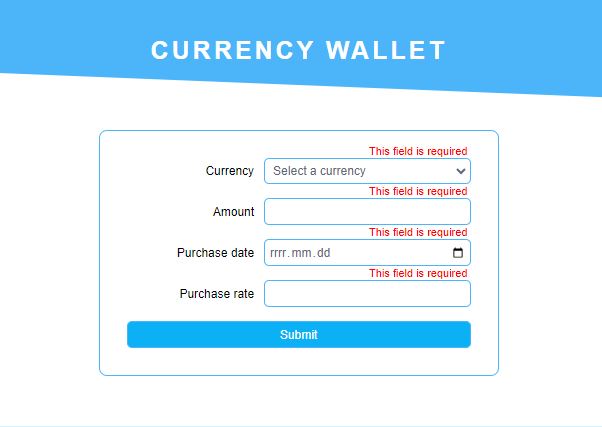 CURRENCY WALLET
This field is required
Currency Select a currency
This field is required
Amount
This field is required
Purchase date rrrr.mm.dd
This field is required
Purchase rate
Submit